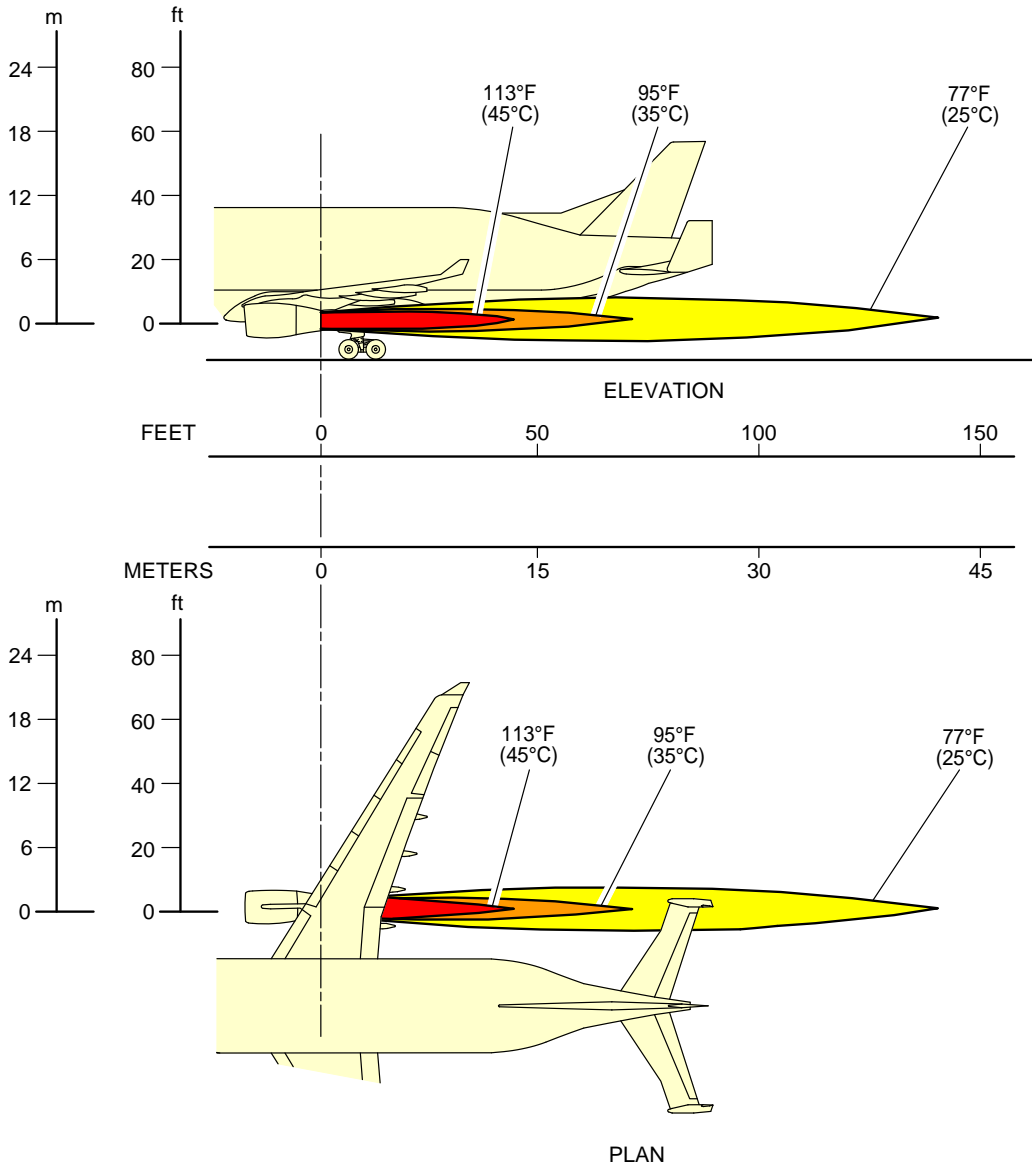 m ft
24 80
113°F 95°F 77°F
(45°C) (35°C) (25°C)
18 60
12 40
6 20
0 0
ELEVATION
FEET 0 50 100 150
METERS 0 15 30 45
m ft
24 80
18 60
113°F 95°F 77°F
(45°C) (35°C) (25°C)
12 40
6 20
0 0
PLAN